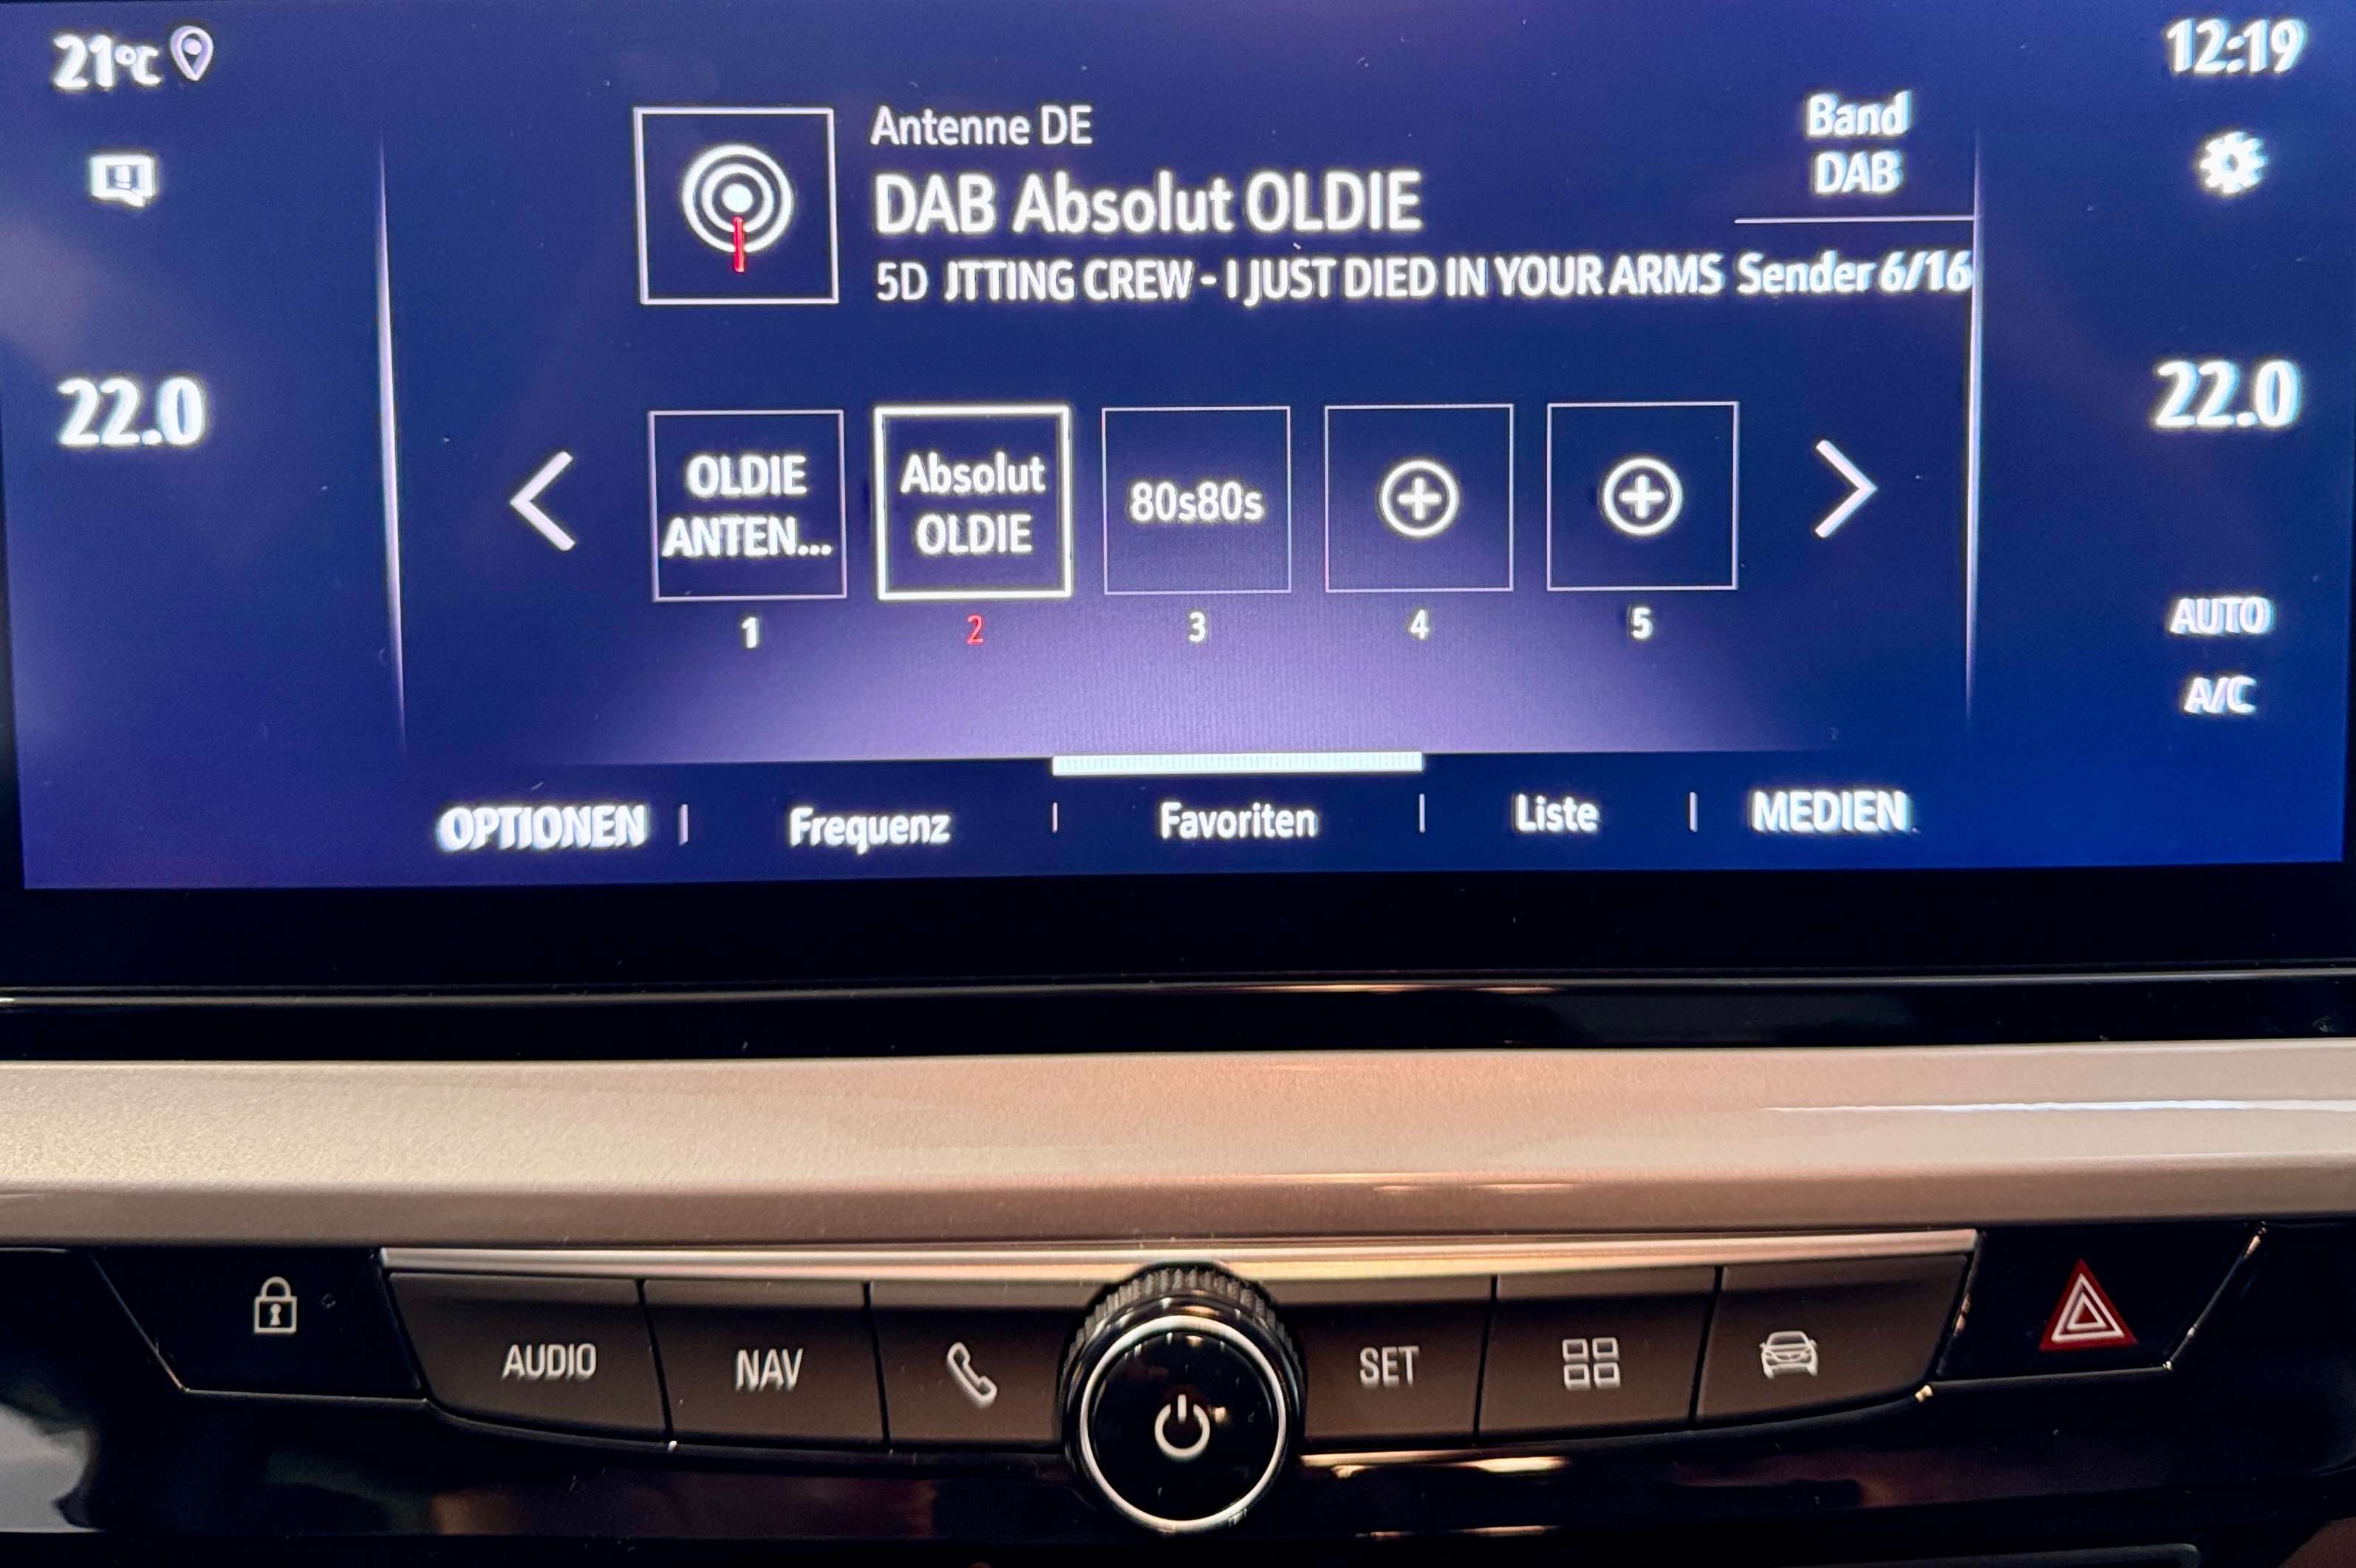 21°C
12:19
Antenne DE
Band
DAB
DAB Absolut OLDIE
5D JTTING CREW - I JUST DIED IN YOUR ARMS
Sender 6/16
22.0
22.0
OLDIE
ANTEN...
Absolut
OLDIE
80s80s
1
2
3
4
5
AUTO
A/C
OPTIONEN
Frequenz
Favoriten
Liste
MEDIEN
AUDIO
NAV
SET